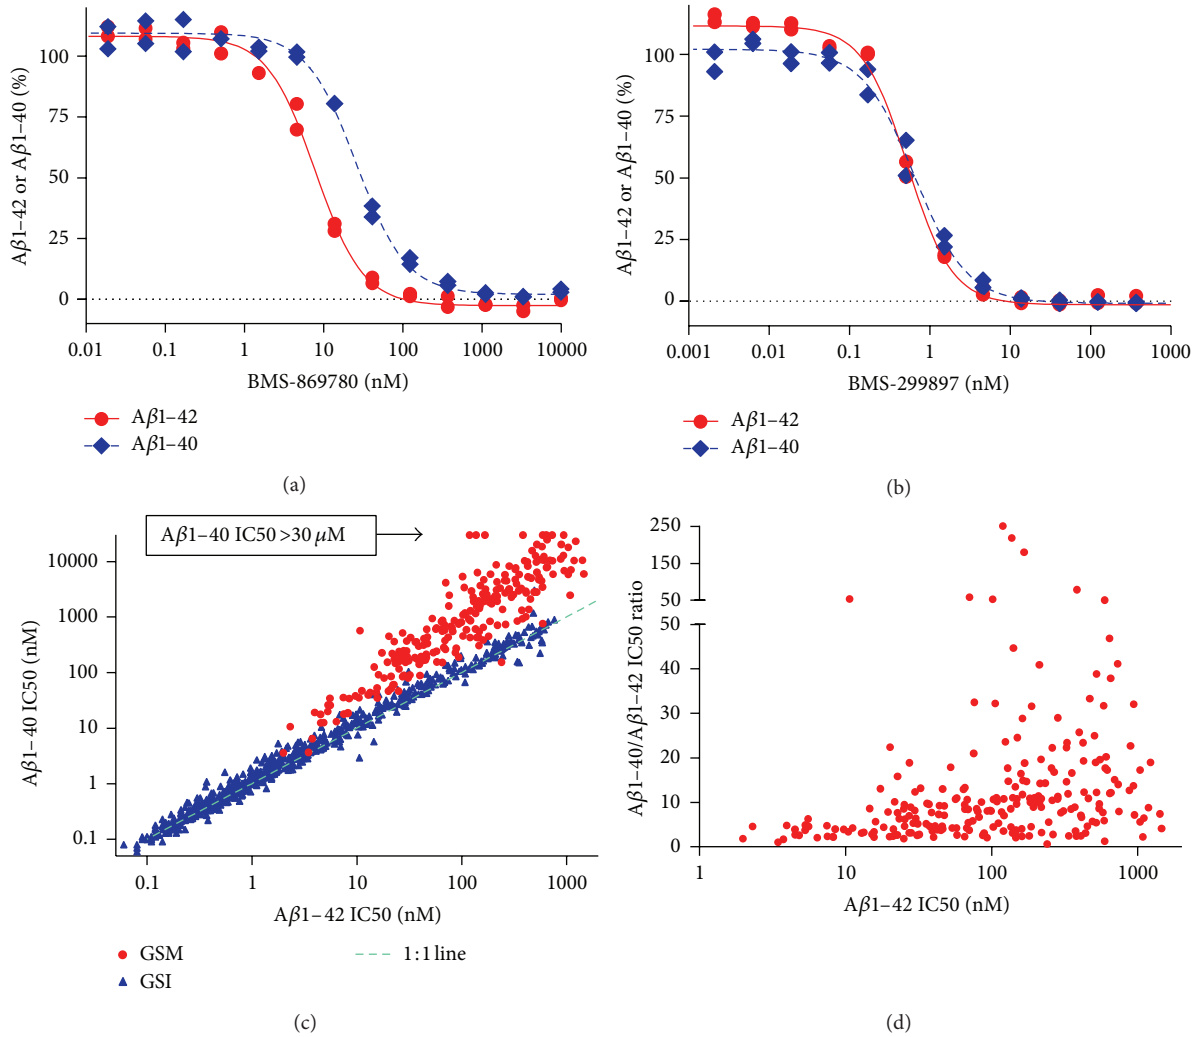 Aβ1–42 or Aβ1–40 (%)
100
75
50
25
0
0.01 0.1 1 10 100 1000 10000
BMS-869780 (nM)
Aβ1–42
Aβ1–40
(a)
Aβ1–42 or Aβ1–40 (%)
100
75
50
25
0
0.001 0.01 0.1 1 10 100 1000
BMS-299897 (nM)
Aβ1–42
Aβ1–40
(b)
Aβ1–40 IC50 >30 μM
Aβ1–40 IC50 (nM)
10000
1000
100
10
1
0.1
0.1 1 10 100 1000
Aβ1–42 IC50 (nM)
GSM
GSI
1:1 line
(c)
Aβ1–40/Aβ1–42 IC50 ratio
250
150
50
50
40
30
20
10
0
1 10 100 1000
Aβ1–42 IC50 (nM)
(d)